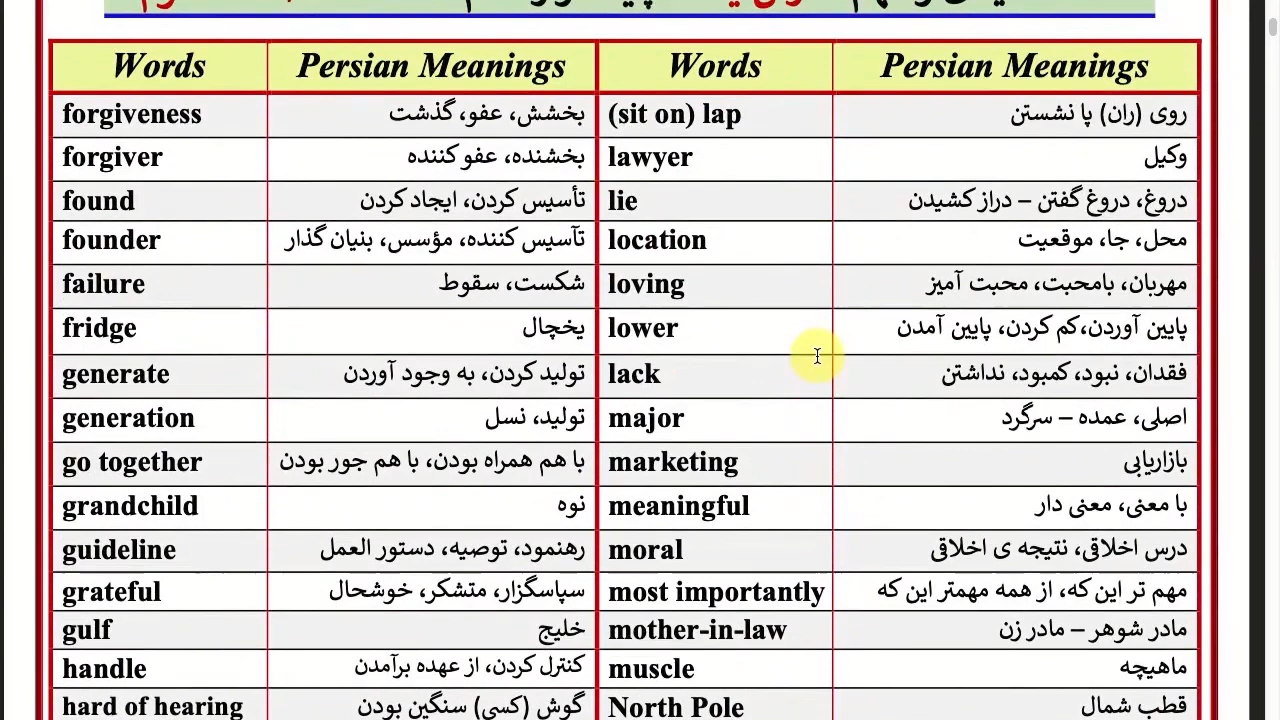 Words Persian Meanings Words Persian Meanings
forgiveness بخشش، عفو، گذشت (sit on) lap روی (ران) پا نشستن
forgiver بخشنده، عفو کننده lawyer وکیل
found تأسیس کردن، ایجاد کردن lie دروغ، دروغ گفتن – دراز کشیدن
founder تآسیس کننده، مؤسس، بنیان گذار location محل، جا، موقعیت
failure شکست، سقوط loving مهربان، بامحبت، محبت آمیز
fridge یخچال lower پایین آوردن،کم کردن، پایین آمدن
generate تولید کردن، به وجود آوردن lack فقدان، نبود، کمبود، نداشتن
generation تولید، نسل major اصلی، عمده – سرگرد
go together با هم همراه بودن، با هم جور بودن marketing بازاریابی
grandchild نوه meaningful با معنی، معنی دار
guideline رهنمود، توصیه، دستور العمل moral درس اخلاقی، نتیجه ی اخلاقی
grateful سپاسگزار، متشکر، خوشحال most importantly مهم تر این که، از همه مهمتر این که
gulf خلیج mother-in-law مادر شوهر – مادر زن
handle کنترل کردن، از عهده برآمدن muscle ماهیچه
hard of hearing گوش (کسی) سنگین بودن North Pole قطب شمال